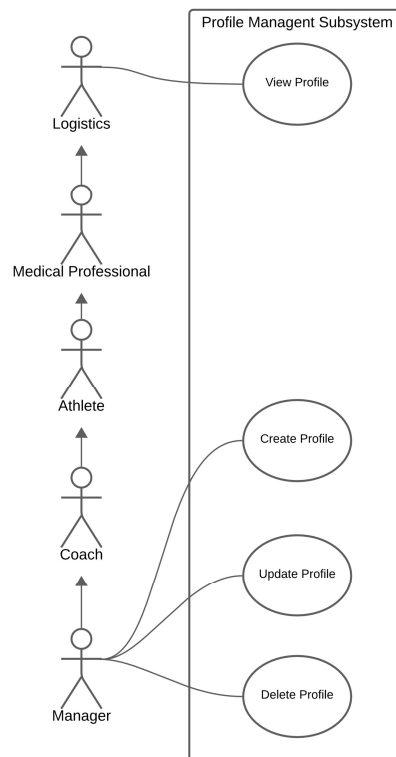 Profile Managent Subsystem
View Profile
Logistics
Medical Professional
Athlete
Create Profile
Coach
Update Profile
Delete Profile
Manager